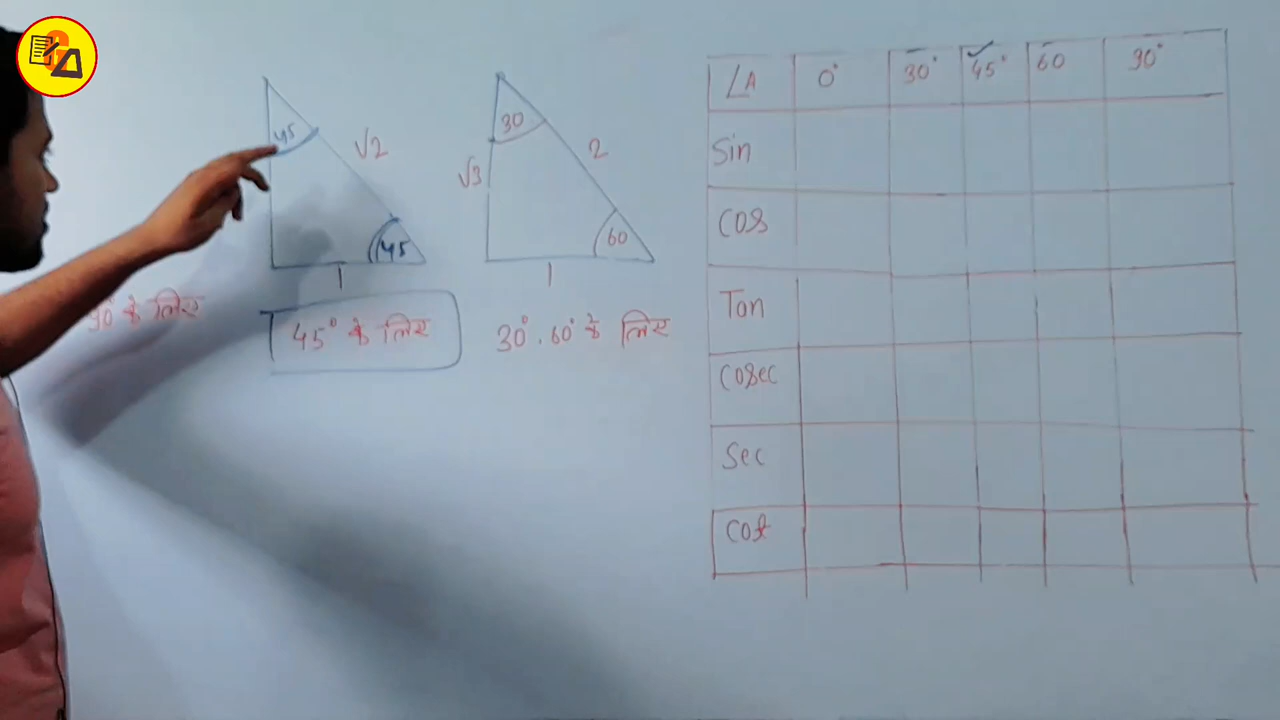 45
√2
45
1
90° के लिए
45° के लिए
30
2
√3
60
1
30°, 60° के लिए
∠A 0° 30° 45° 60 90°
Sin
Cos
Tan
Cosec
Sec
Cot